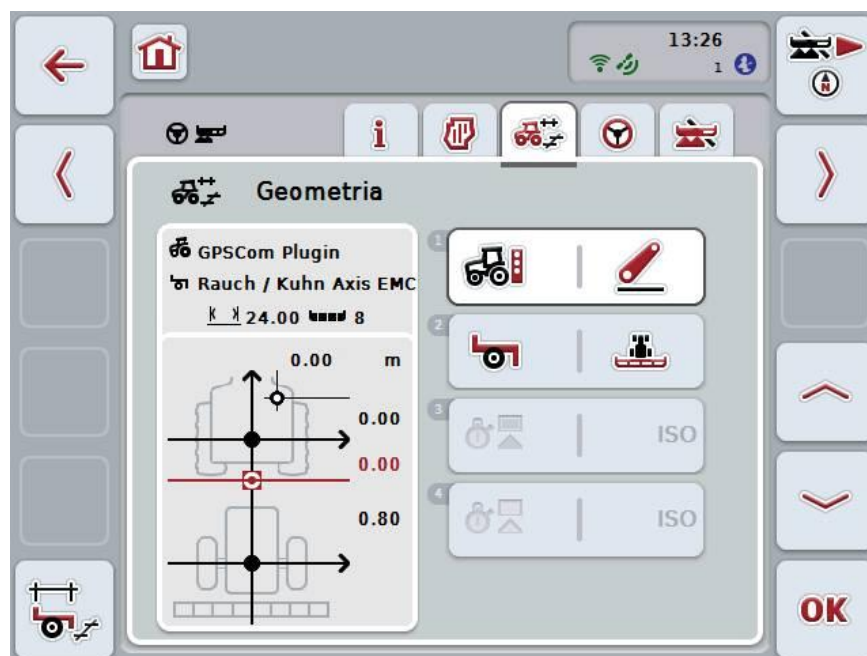 13:26
1
i
N
Geometria
GPSCom Plugin
Rauch / Kuhn Axis EMC
24.00 8
0.00 m
0.00
0.00
0.80
1
2
3
ISO
4
ISO
OK